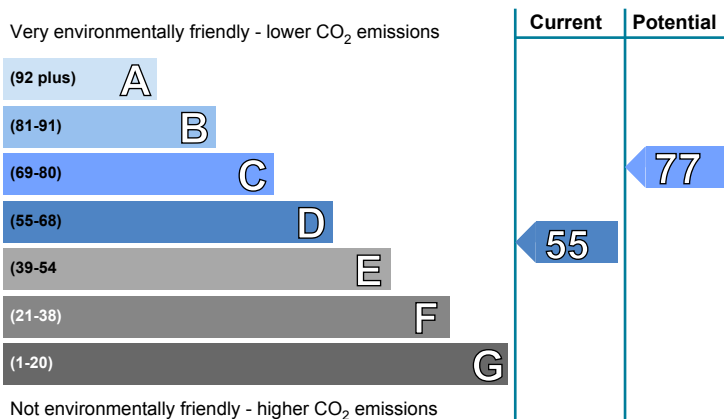 Very environmentally friendly - lower CO₂ emissions
Current
Potential
(92 plus) A
(81-91) B
(69-80) C
77
(55-68) D
55
(39-54 E
(21-38) F
(1-20) G
Not environmentally friendly - higher CO₂ emissions